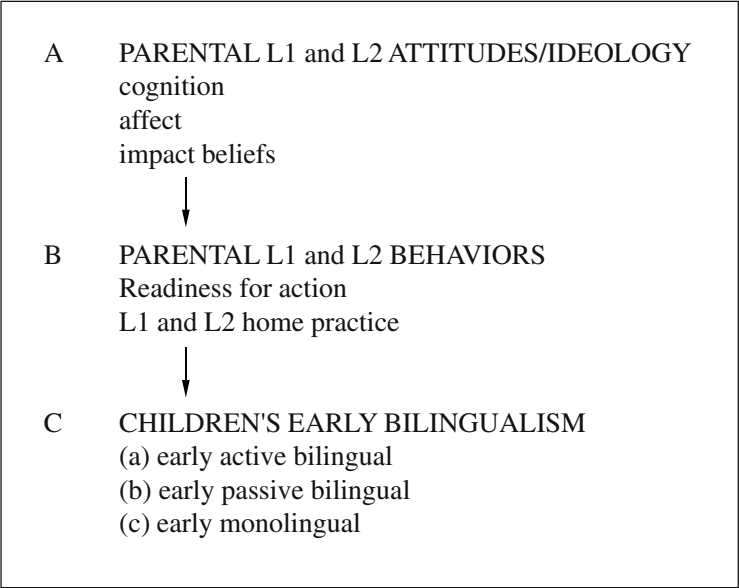 A PARENTAL L1 and L2 ATTITUDES/IDEOLOGY
cognition
affect
impact beliefs
B PARENTAL L1 and L2 BEHAVIORS
Readiness for action
L1 and L2 home practice
C CHILDREN'S EARLY BILINGUALISM
(a) early active bilingual
(b) early passive bilingual
(c) early monolingual